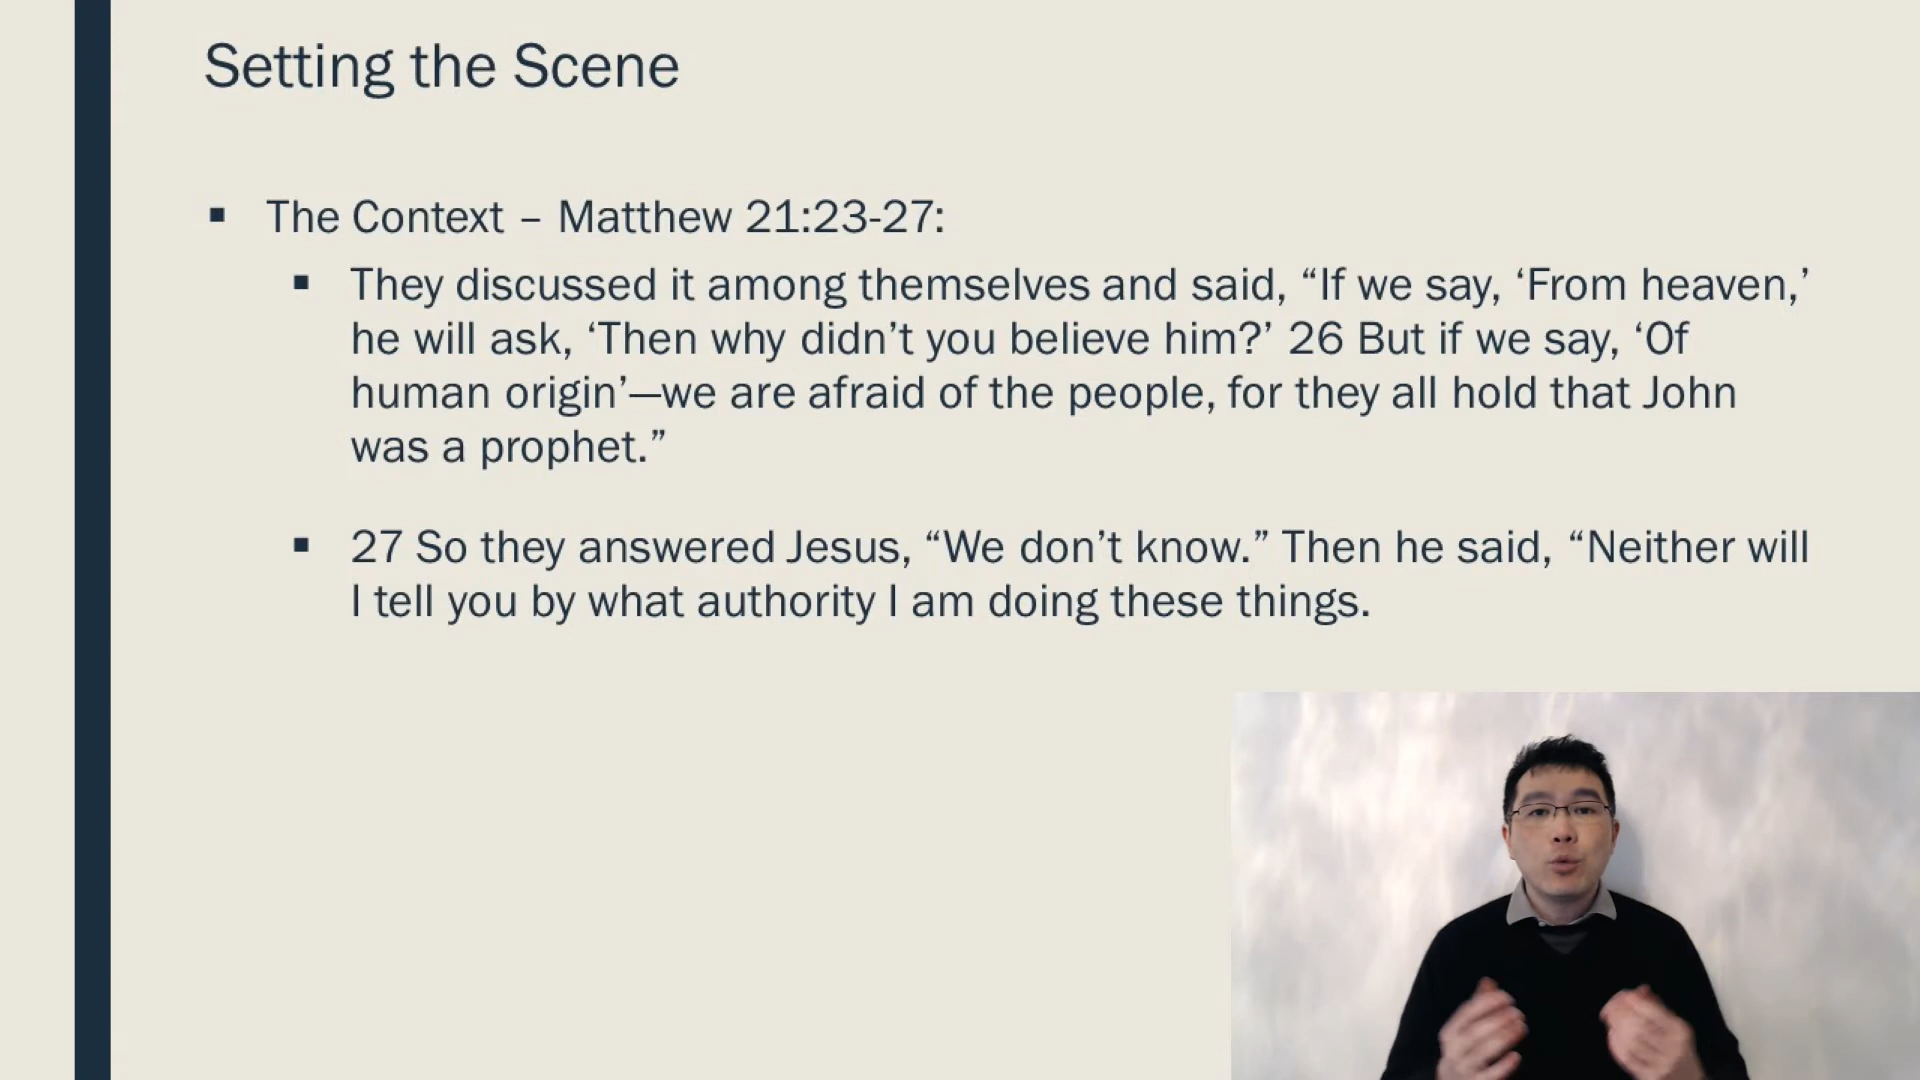 Setting the Scene
▪ The Context – Matthew 21:23-27:
▪ They discussed it among themselves and said, “If we say, ‘From heaven,’
he will ask, ‘Then why didn’t you believe him?’ 26 But if we say, ‘Of
human origin’—we are afraid of the people, for they all hold that John
was a prophet.”
▪ 27 So they answered Jesus, “We don’t know.” Then he said, “Neither will
I tell you by what authority I am doing these things.